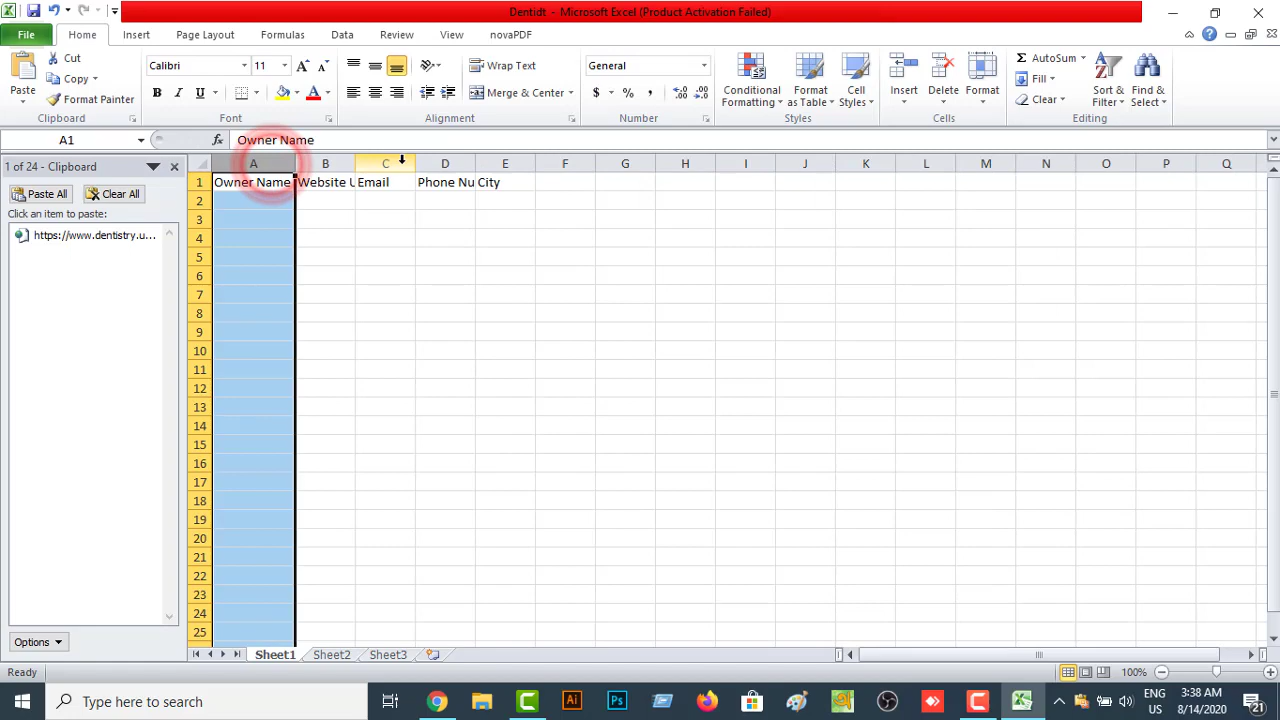 Dentidt - Microsoft Excel (Product Activation Failed)
File Home Insert Page Layout Formulas Data Review View novaPDF
Paste
Cut
Copy
Format Painter
Clipboard
Calibri 11
B I U
A A
Font
Wrap Text
Merge & Center
Alignment
General
$ % ,
Number
Conditional Formatting
Format as Table
Cell Styles
Styles
Insert
Delete
Format
Cells
Σ AutoSum
Fill
Clear
Sort & Filter
Find & Select
Editing
A1 fx Owner Name
1 of 24 - Clipboard
Paste All Clear All
Click an item to paste:
https://www.dentistry.u...
Options
A B C D E F G H I J K L M N O P Q
1 Owner Name Website U Email Phone Nu City
2
3
4
5
6
7
8
9
10
11
12
13
14
15
16
17
18
19
20
21
22
23
24
25
Sheet1 Sheet2 Sheet3
Ready 100%
Type here to search
Ai Ps
ENG
US
3:38 AM
8/14/2020
21